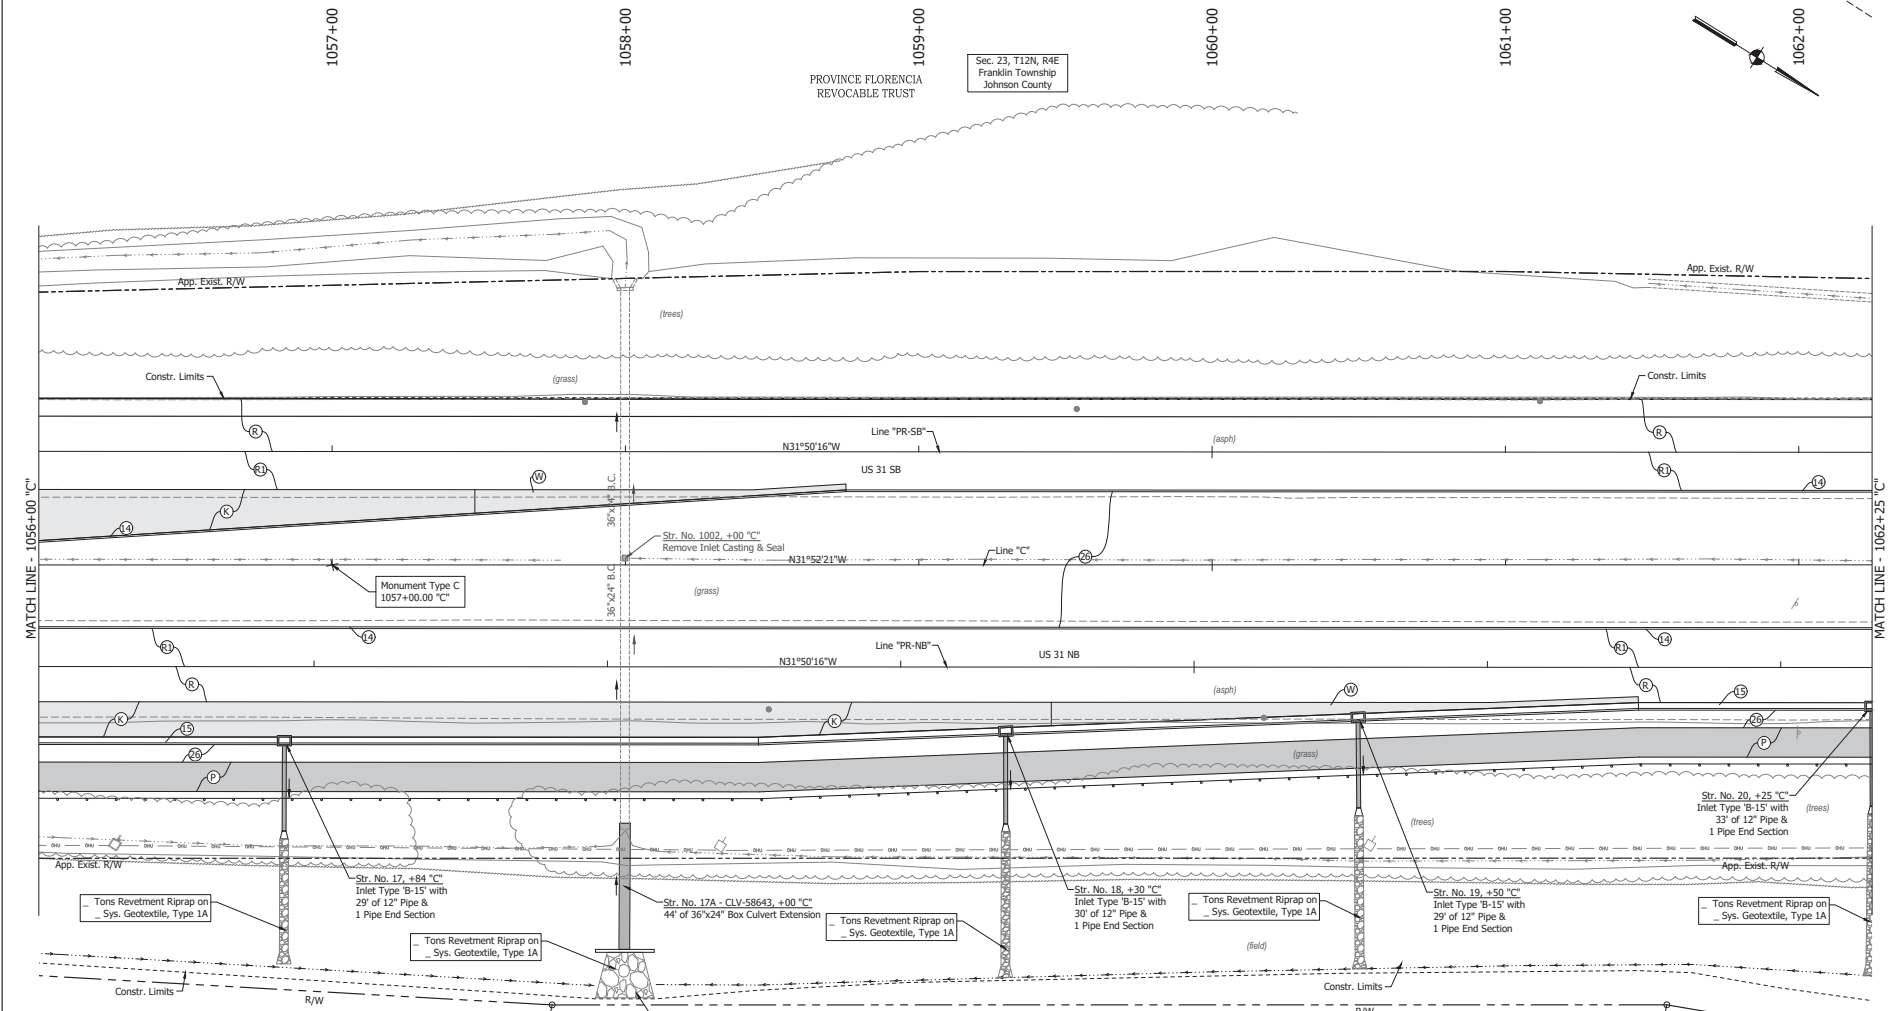 1057+00
1058+00
1059+00
1060+00
1061+00
1062+00
PROVINCE FLORENCIA
REVOCABLE TRUST
Sec. 23, T12N, R4E
Franklin Township
Johnson County
App. Exist. R/W
App. Exist. R/W
(trees)
Constr. Limits
(grass)
Constr. Limits
R
Line "PR-SB"
(asph)
R
N31°50'16"W
R1
W
US 31 SB
R1
14
K
36"x24" B.C.
14
Str. No. 1002, +00 "C"
Remove Inlet Casting & Seal
N31°52'21"W
Line "C"
26
MATCH LINE - 1056+00 "C"
MATCH LINE - 1062+25 "C"
Monument Type C
1057+00.00 "C"
36"x24" B.C.
(grass)
R1
14
Line "PR-NB"
US 31 NB
R1
14
N31°50'16"W
R
(asph)
W
R
15
K
K
15
26
26
P
(grass)
P
Str. No. 20, +25 "C"
Inlet Type 'B-15' with
33' of 12" Pipe &
1 Pipe End Section
(trees)
(trees)
OHU OHU OHU OHU OHU OHU OHU OHU OHU OHU OHU
App. Exist. R/W
App. Exist. R/W
Str. No. 17, +84 "C"
Inlet Type 'B-15' with
29' of 12" Pipe &
1 Pipe End Section
Str. No. 17A - CLV-58643, +00 "C"
44' of 36"x24" Box Culvert Extension
Str. No. 18, +30 "C"
Inlet Type 'B-15' with
30' of 12" Pipe &
1 Pipe End Section
Str. No. 19, +50 "C"
Inlet Type 'B-15' with
29' of 12" Pipe &
1 Pipe End Section
_ Tons Revetment Riprap on
_ Sys. Geotextile, Type 1A
_ Tons Revetment Riprap on
_ Sys. Geotextile, Type 1A
_ Tons Revetment Riprap on
_ Sys. Geotextile, Type 1A
_ Tons Revetment Riprap on
_ Sys. Geotextile, Type 1A
_ Tons Revetment Riprap on
_ Sys. Geotextile, Type 1A
(field)
Constr. Limits
R/W
Constr. Limits
R/W